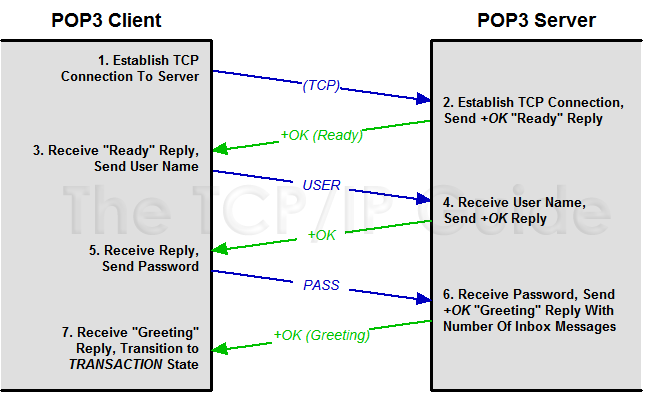 POP3 Client
POP3 Server
1. Establish TCP
Connection To Server
(TCP)
2. Establish TCP Connection,
Send +OK "Ready" Reply
+OK (Ready)
3. Receive "Ready" Reply,
Send User Name
USER
4. Receive User Name,
Send +OK Reply
+OK
5. Receive Reply,
Send Password
PASS
6. Receive Password, Send
+OK "Greeting" Reply With
Number Of Inbox Messages
+OK (Greeting)
7. Receive "Greeting"
Reply, Transition to
TRANSACTION State
The TCP/IP Guide